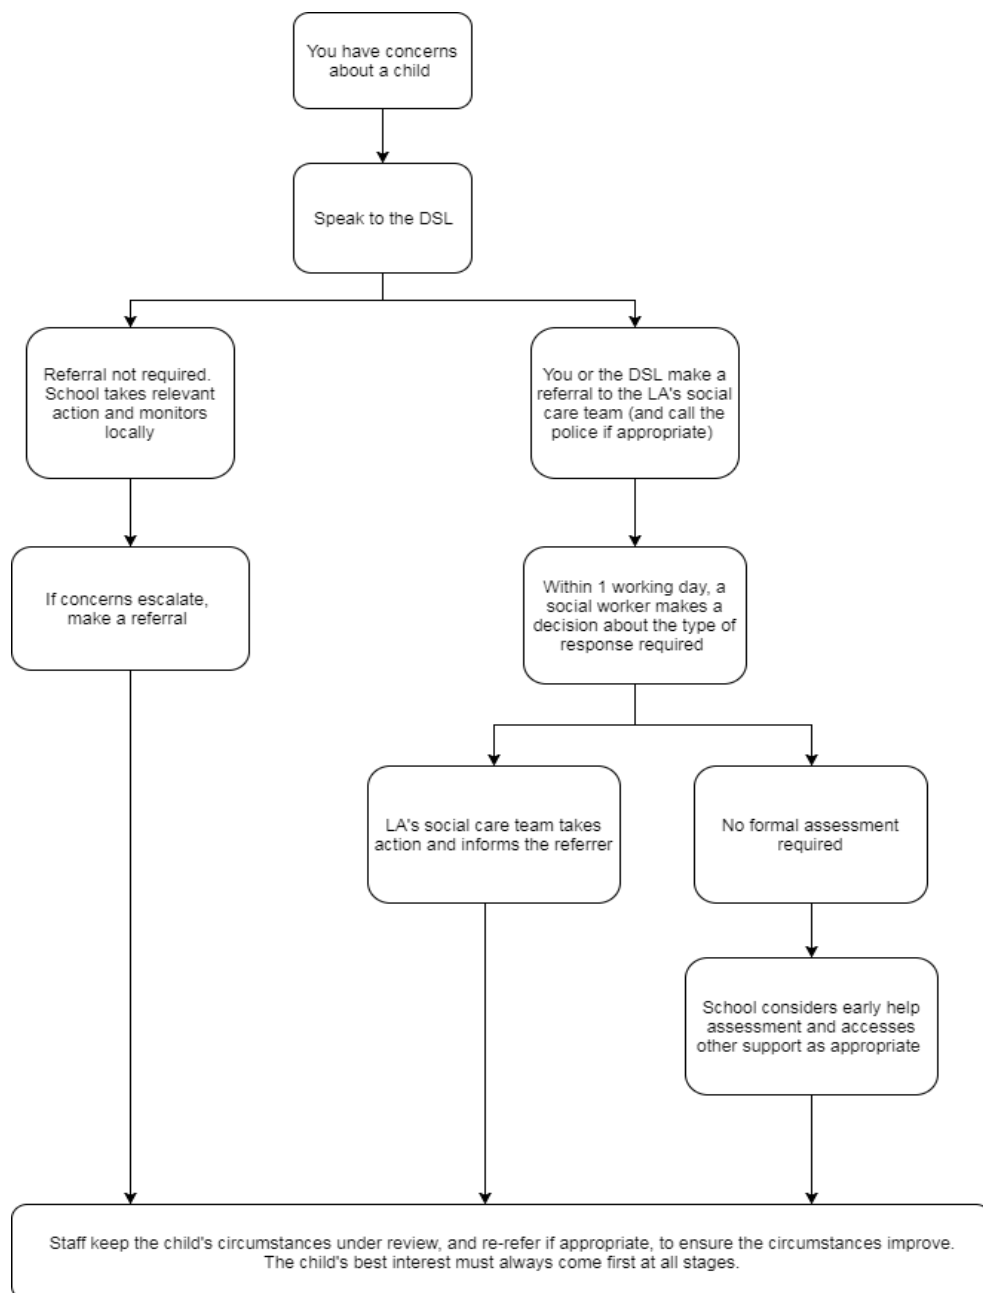 You have concerns
about a child
Speak to the DSL
Referral not required.
School takes relevant
action and monitors
locally
You or the DSL make a
referral to the LA's social
care team (and call the
police if appropriate)
If concerns escalate,
make a referral
Within 1 working day, a
social worker makes a
decision about the type of
response required
LA's social care team takes
action and informs the referrer
No formal assessment
required
School considers early help
assessment and accesses
other support as appropriate
Staff keep the child's circumstances under review, and re-refer if appropriate, to ensure the circumstances improve.
The child's best interest must always come first at all stages.